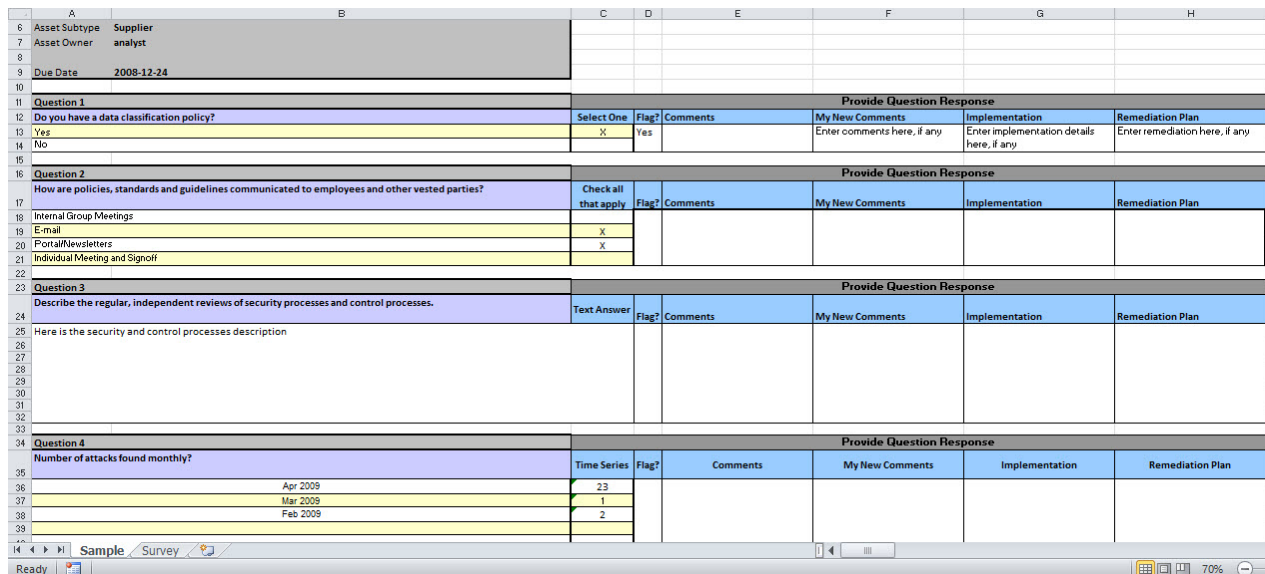 A B C D E F G H
6 Asset Subtype Supplier
7 Asset Owner analyst
8
9 Due Date 2008-12-24
10
11 Question 1 Provide Question Response
12 Do you have a data classification policy? Select One Flag? Comments My New Comments Implementation Remediation Plan
13 Yes X Yes Enter comments here, if any Enter implementation details Enter remediation here, if any
14 No here, if any
15
16 Question 2 Provide Question Response
How are policies, standards and guidelines communicated to employees and other vested parties? Check all
17 that apply Flag? Comments My New Comments Implementation Remediation Plan
18 Internal Group Meetings
19 E-mail X
20 Portal/Newsletters X
21 Individual Meeting and Signoff
22
23 Question 3 Provide Question Response
Describe the regular, independent reviews of security processes and control processes.
24 Text Answer Flag? Comments My New Comments Implementation Remediation Plan
25 Here is the security and control processes description
26
27
28
29
30
31
32
33
34 Question 4 Provide Question Response
Number of attacks found monthly?
35 Time Series Flag? Comments My New Comments Implementation Remediation Plan
36 Apr 2009 23
37 Mar 2009 1
38 Feb 2009 2
39
Sample Survey
Ready 70%